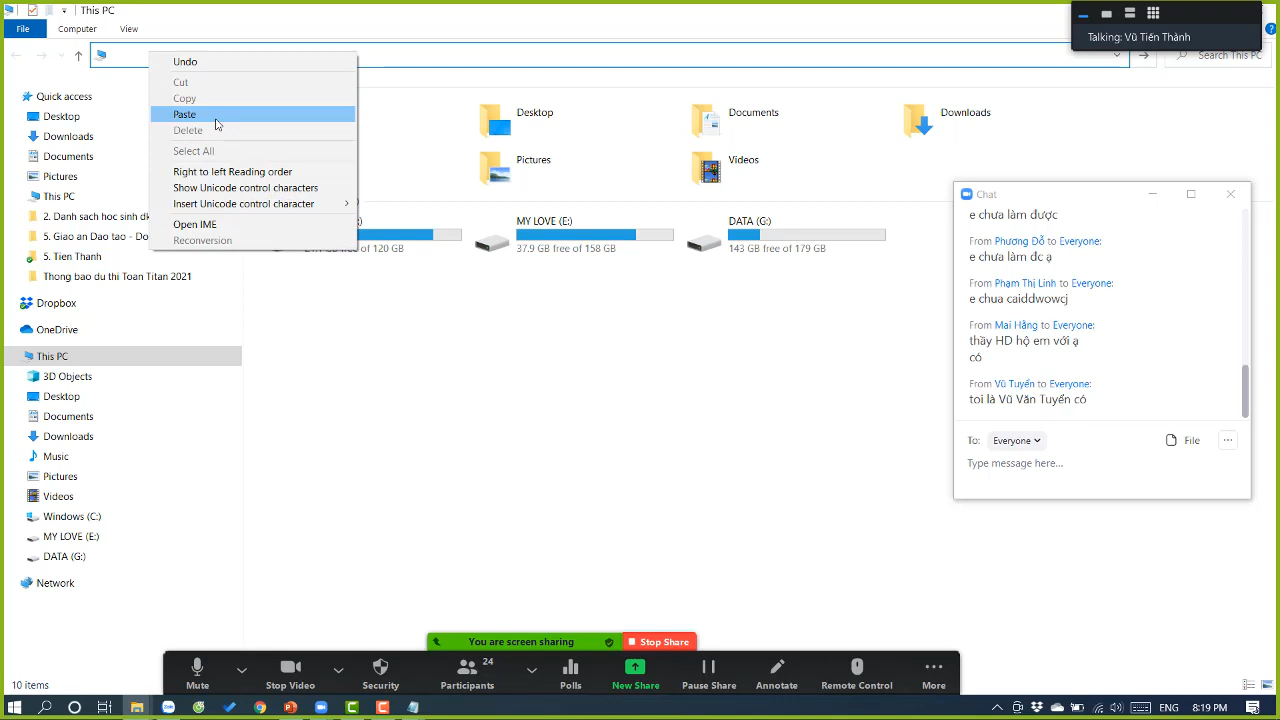 This PC
File
Computer
View
Talking: Vũ Tiến Thành
Search This PC
Undo
Cut
Copy
Paste
Delete
Select All
Right to left Reading order
Show Unicode control characters
Insert Unicode control character
Open IME
Reconversion
Quick access
Desktop
Downloads
Documents
Pictures
This PC
2. Danh sach hoc sinh dk
5. Giao an Dao tao - Do
5. Tien Thanh
Thong bao du thi Toan Titan 2021
Dropbox
OneDrive
This PC
3D Objects
Desktop
Documents
Downloads
Music
Pictures
Videos
Windows (C:)
MY LOVE (E:)
DATA (G:)
Network
Desktop
Documents
Downloads
Pictures
Videos
free of 120 GB
MY LOVE (E:)
37.9 GB free of 158 GB
DATA (G:)
143 GB free of 179 GB
Chat
e chưa làm được
From Phương Đỗ to Everyone:
e chưa làm đc ạ
From Phạm Thị Linh to Everyone:
e chua caiddwowcj
From Mai Hằng to Everyone:
thầy HD hộ em với ạ
có
From Vũ Tuyển to Everyone:
toi là Vũ Văn Tuyển có
To: Everyone
File
Type message here...
You are screen sharing
Stop Share
Mute
Stop Video
Security
Participants
24
Polls
New Share
Pause Share
Annotate
Remote Control
More
10 items
ENG
8:19 PM